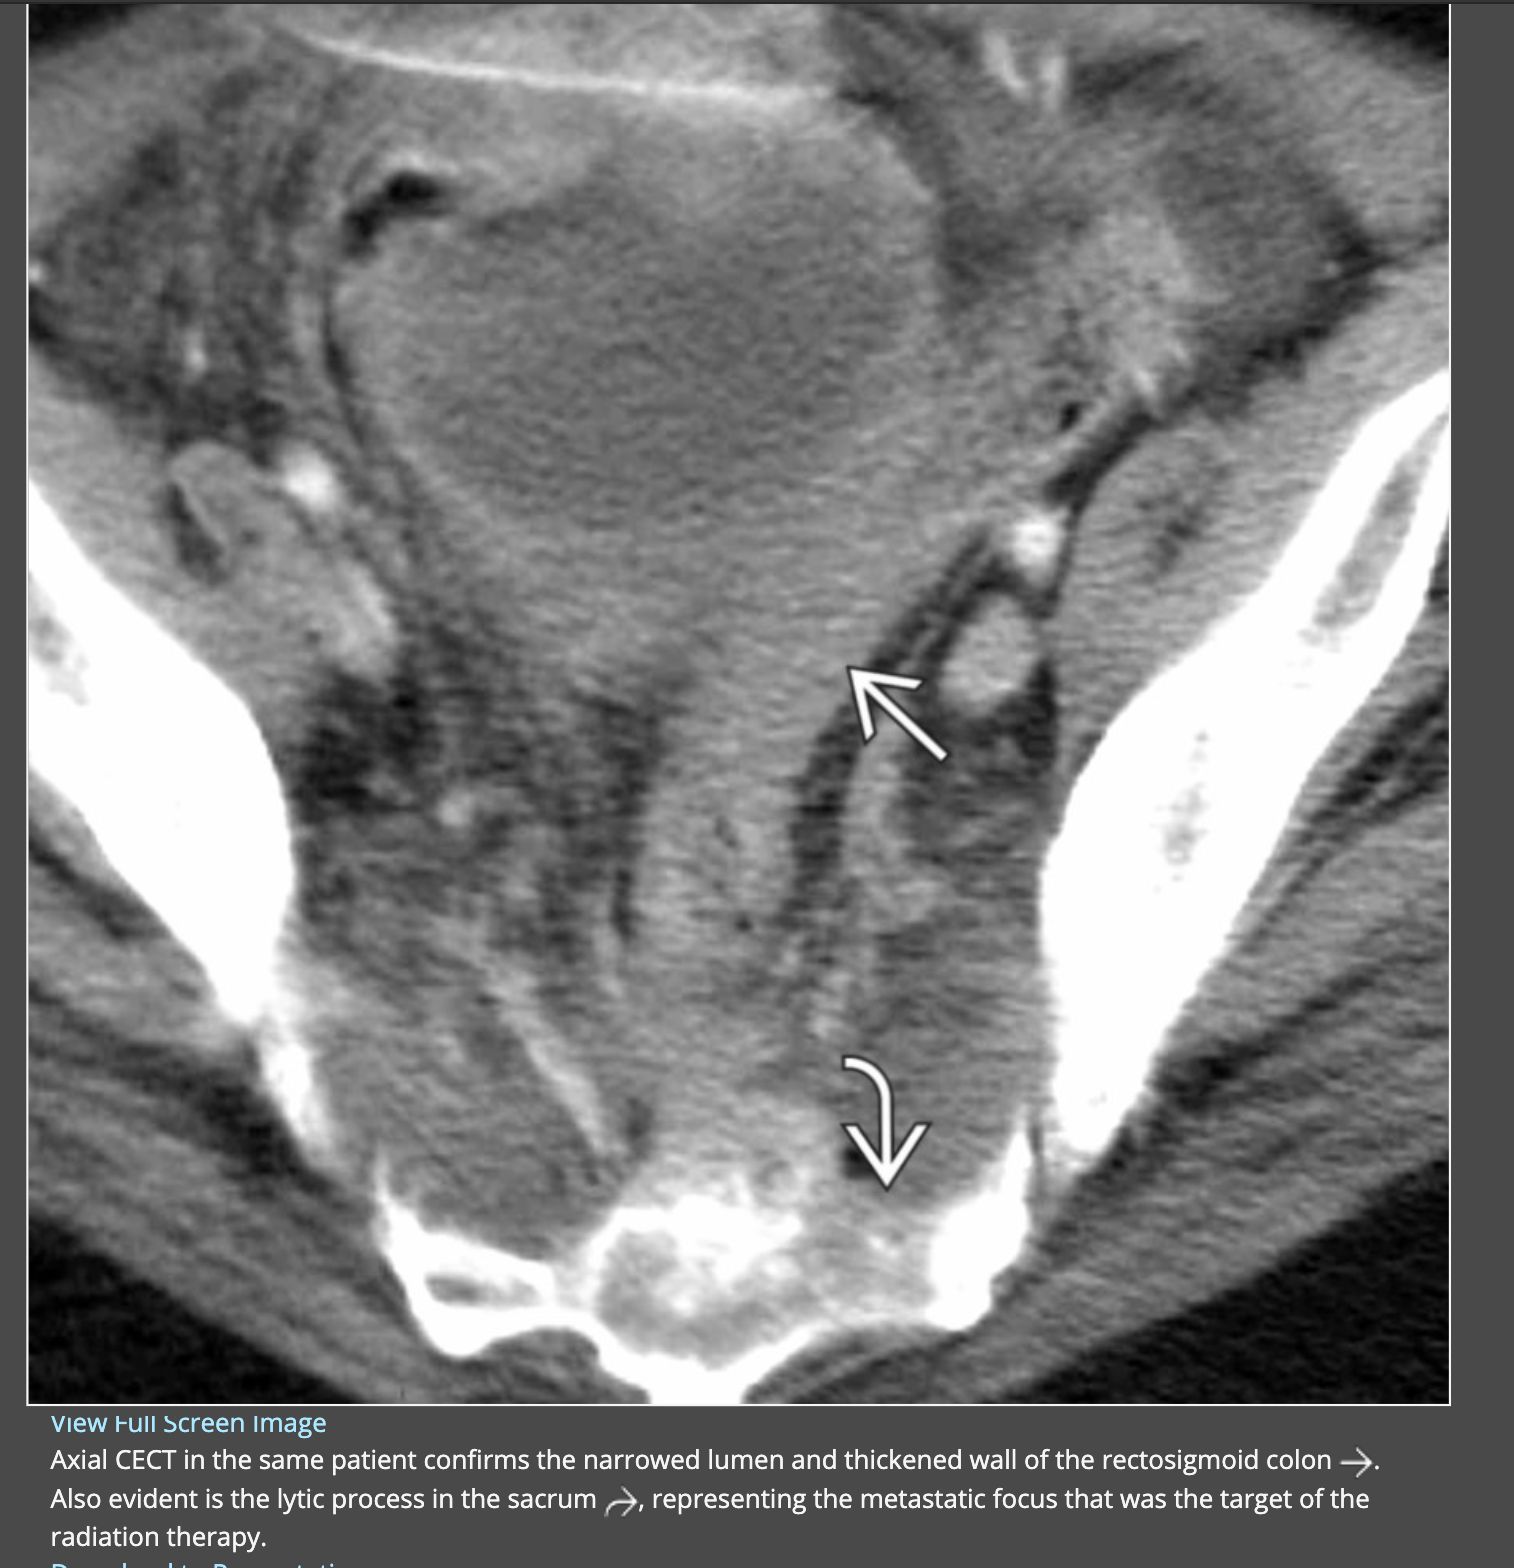 View Full Screen Image
Axial CECT in the same patient confirms the narrowed lumen and thickened wall of the rectosigmoid colon →.
Also evident is the lytic process in the sacrum ↷, representing the metastatic focus that was the target of the
radiation therapy.